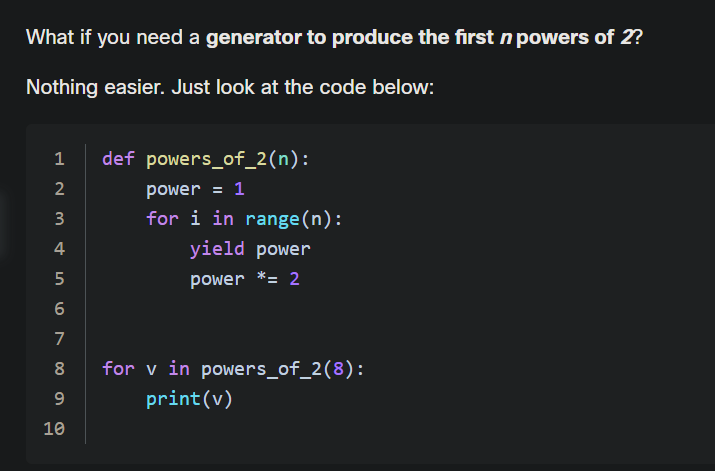 What if you need a generator to produce the first n powers of 2?
Nothing easier. Just look at the code below:
1 def powers_of_2(n):
2     power = 1
3     for i in range(n):
4         yield power
5         power *= 2
6
7
8 for v in powers_of_2(8):
9     print(v)
10